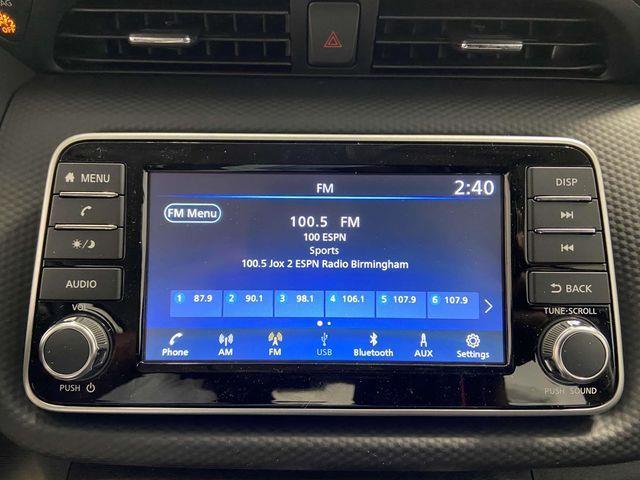 OFF
FM 2:40
FM Menu
100.5 FM
100 ESPN
Sports
100.5 Jox 2 ESPN Radio Birmingham
1 87.9 2 90.1 3 98.1 4 106.1 5 107.9 6 107.9
Phone AM FM USB Bluetooth AUX Settings
MENU
AUDIO
VOL
PUSH
DISP
BACK
TUNE·SCROLL
PUSH SOUND